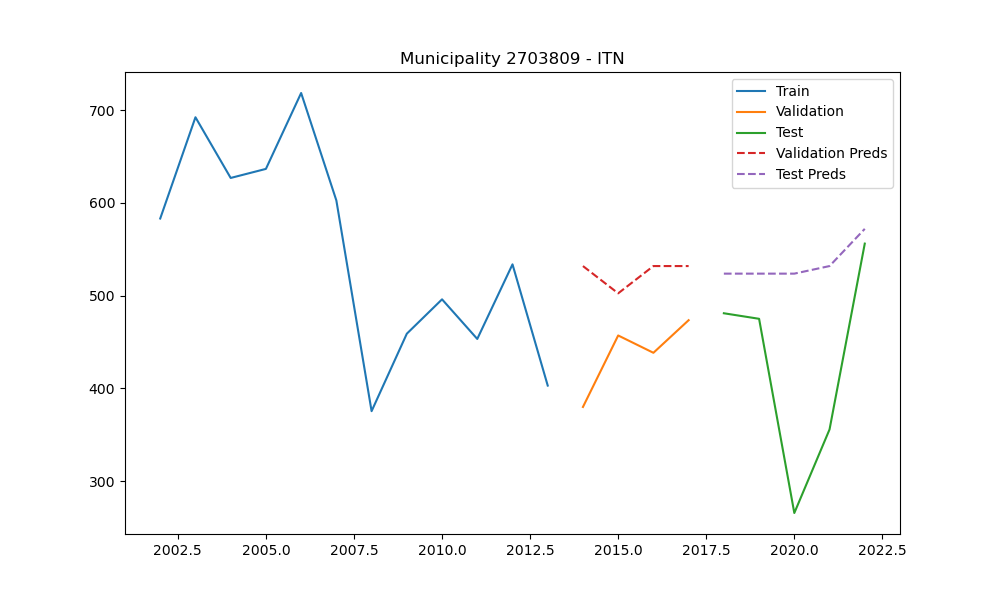 Municipality 2703809 - ITN
Train
Validation
Test
Validation Preds
Test Preds
700
600
500
400
300
2002.5 2005.0 2007.5 2010.0 2012.5 2015.0 2017.5 2020.0 2022.5